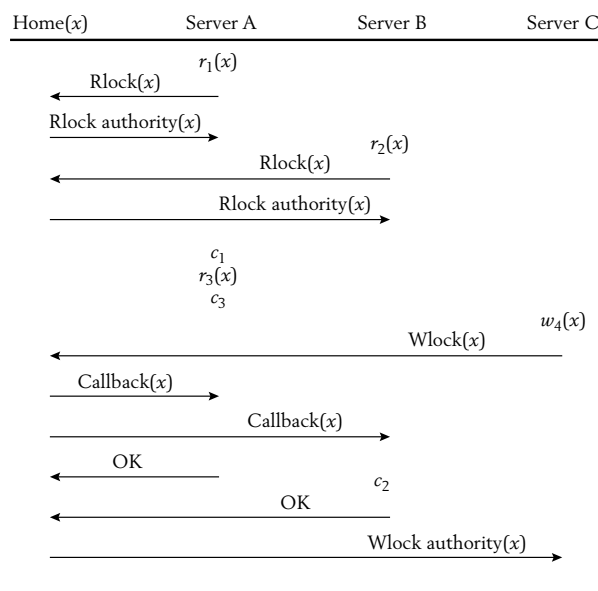 Home(x) Server A Server B Server C
r₁(x)
Rlock(x)
Rlock authority(x)
r₂(x)
Rlock(x)
Rlock authority(x)
c₁
r₃(x)
c₃
w₄(x)
Wlock(x)
Callback(x)
Callback(x)
OK
c₂
OK
Wlock authority(x)